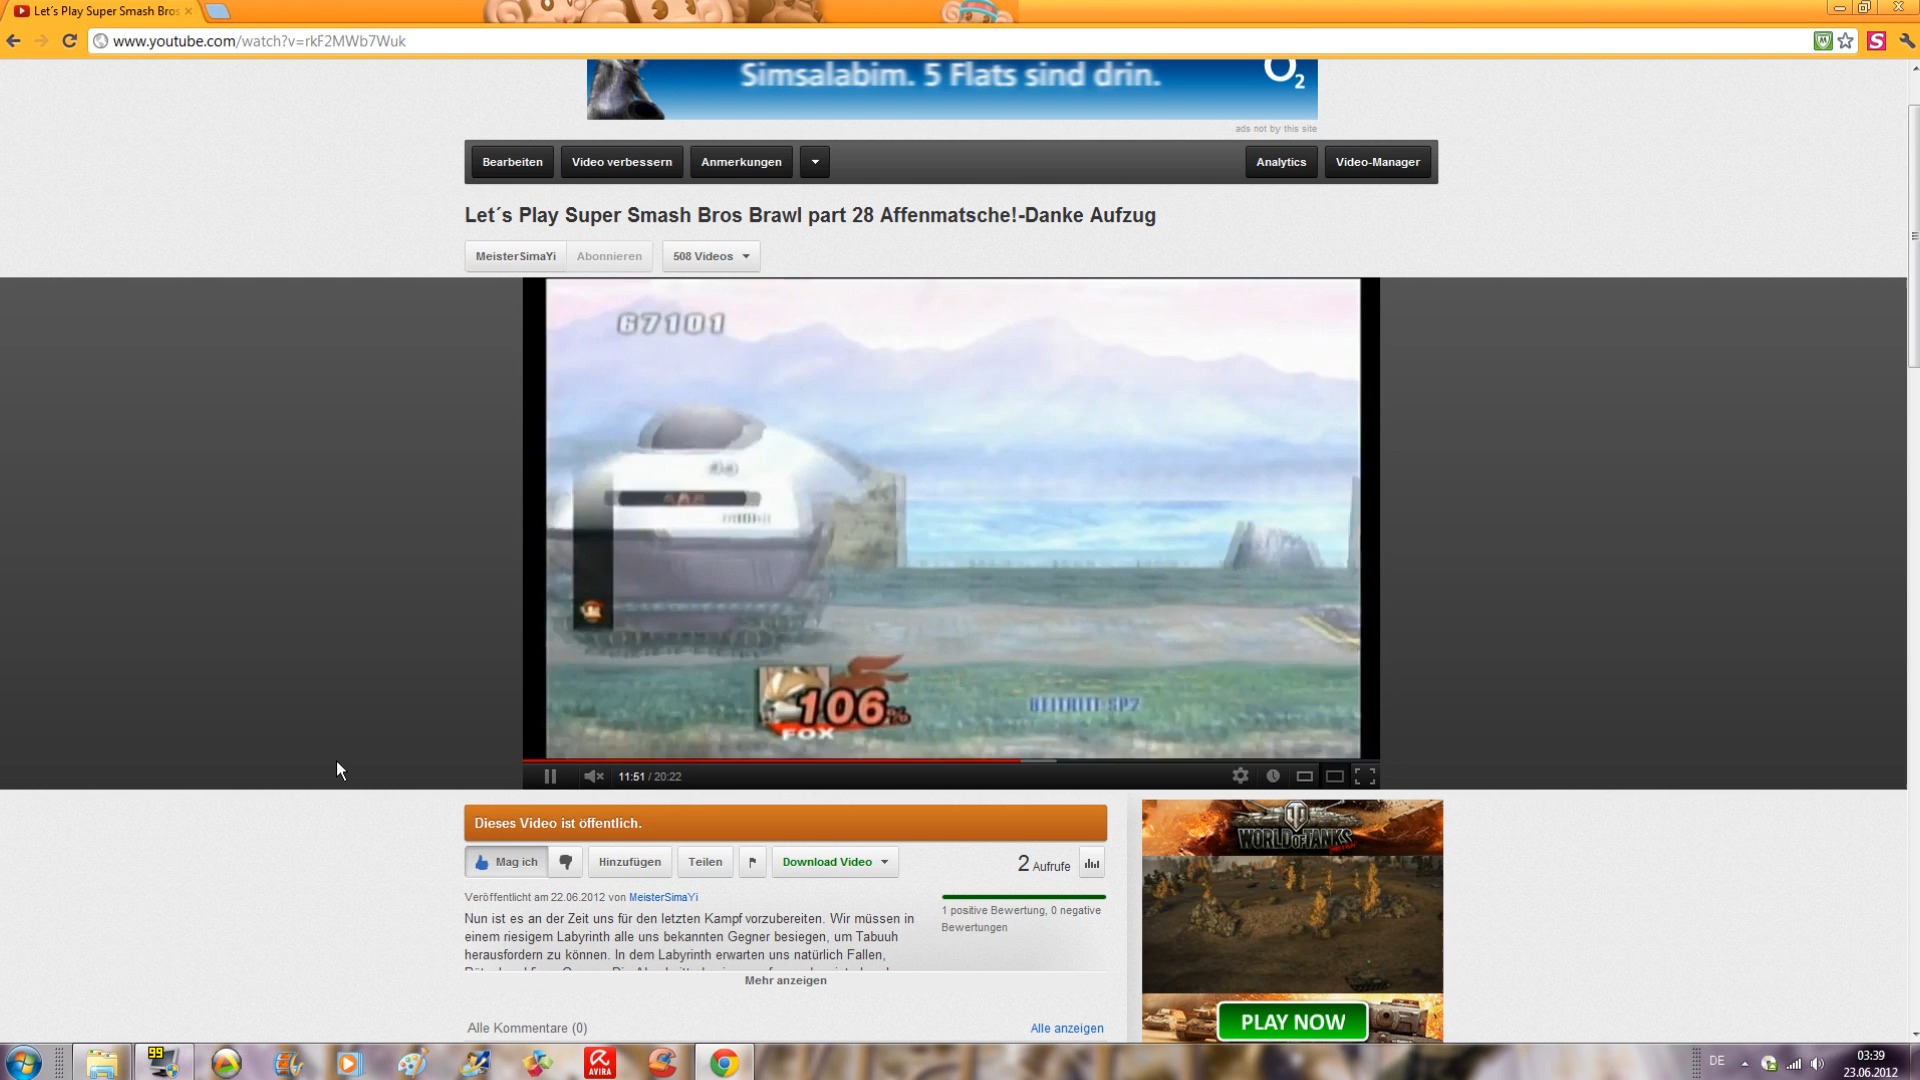 Let´s Play Super Smash Bros
www.youtube.com/watch?v=rkF2MWb7Wuk
Simsalabim. 5 Flats sind drin.
O2
ads not by this site
Bearbeiten
Video verbessern
Anmerkungen
Analytics
Video-Manager
Let´s Play Super Smash Bros Brawl part 28 Affenmatsche!-Danke Aufzug
MeisterSimaYi
Abonnieren
508 Videos
67101
106%
FOX
11:51 / 20:22
Dieses Video ist öffentlich.
Mag ich
Hinzufügen
Teilen
Download Video
2 Aufrufe
Veröffentlicht am 22.06.2012 von MeisterSimaYi
Nun ist es an der Zeit uns für den letzten Kampf vorzubereiten. Wir müssen in
einem riesigem Labyrinth alle uns bekannten Gegner besiegen, um Tabuuh
herausfordern zu können. In dem Labyrinth erwarten uns natürlich Fallen,
1 positive Bewertung, 0 negative
Bewertungen
Mehr anzeigen
Alle Kommentare (0)
Alle anzeigen
WORLD OF TANKS
PLAY NOW
99
AVIRA
DE
03:39
23.06.2012